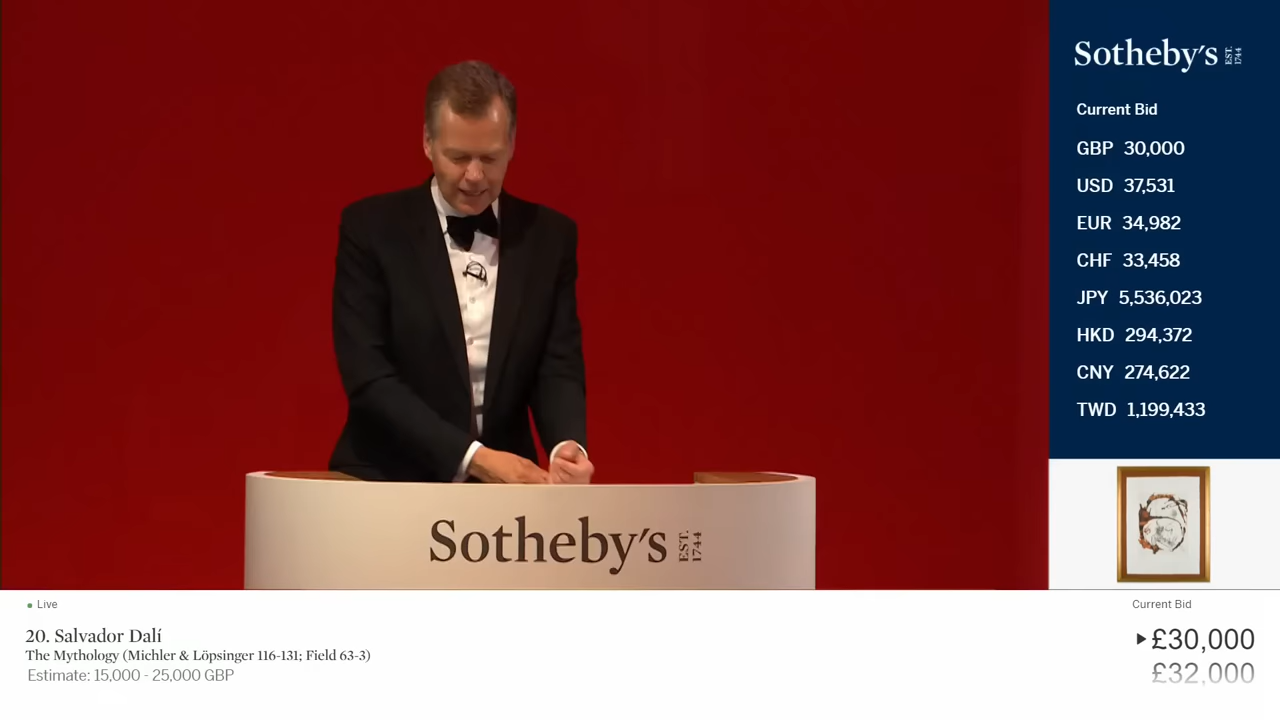 Sotheby's EST. 1744
Current Bid
GBP 30,000
USD 37,531
EUR 34,982
CHF 33,458
JPY 5,536,023
HKD 294,372
CNY 274,622
TWD 1,199,433
Sotheby's EST. 1744
Live
Current Bid
20. Salvador Dalí
The Mythology (Michler & Löpsinger 116-131; Field 63-3)
Estimate: 15,000 - 25,000 GBP
£30,000
£32,000